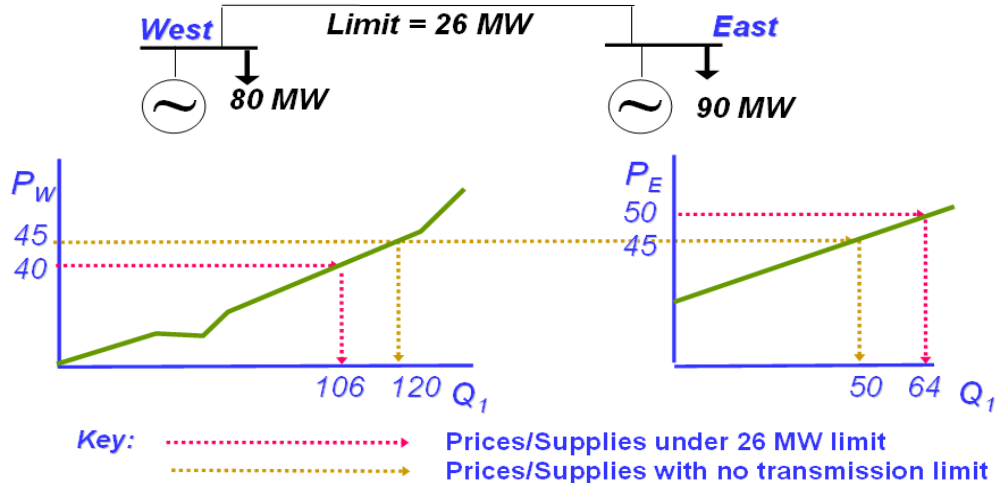 West
Limit = 26 MW
East
80 MW
90 MW
P_W
45
40
106
120
Q_1
P_E
50
45
50
64
Q_1
Key:
Prices/Supplies under 26 MW limit
Prices/Supplies with no transmission limit